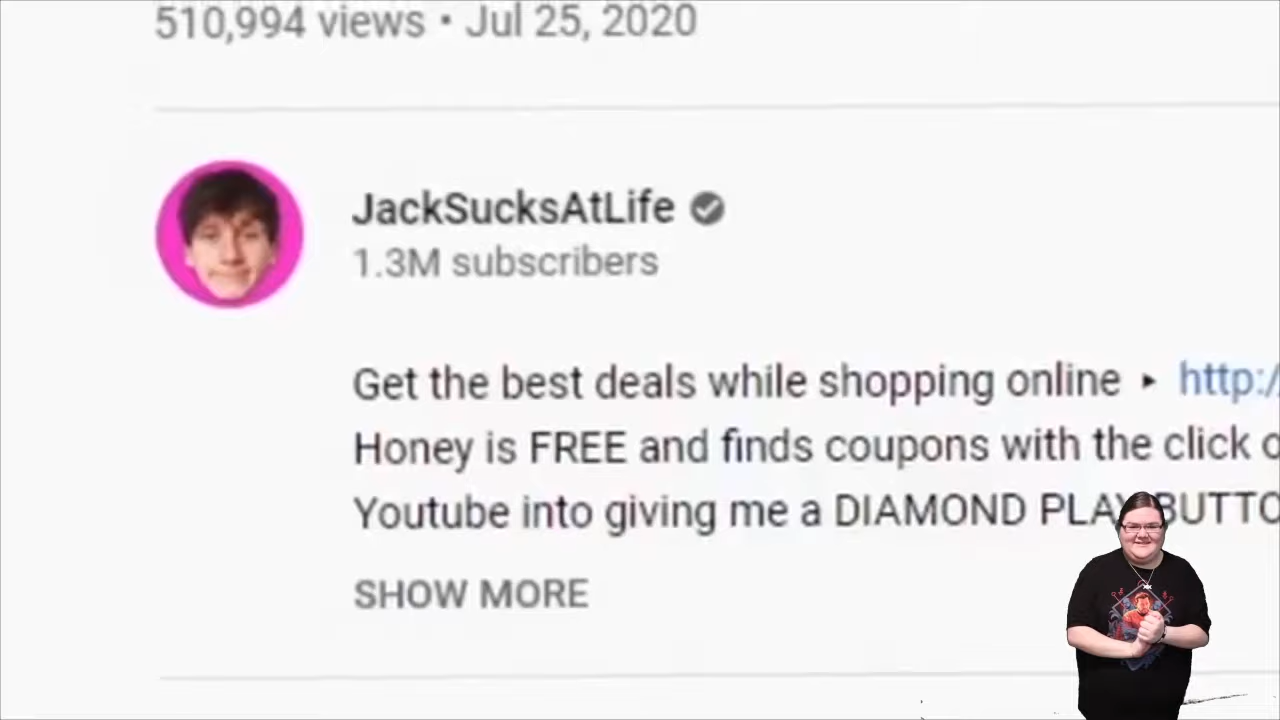 510,994 views • Jul 25, 2020
JackSucksAtLife
1.3M subscribers
Get the best deals while shopping online ▸ http:/
Honey is FREE and finds coupons with the click o
Youtube into giving me a DIAMOND PLAY BUTTO
SHOW MORE